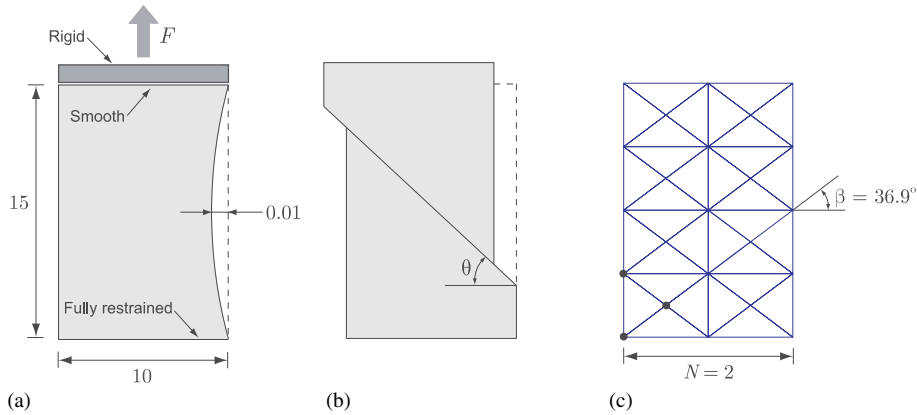 F
Rigid
Smooth
15
0.01
Fully restrained
10
(a)
θ
(b)
β = 36.9°
N = 2
(c)